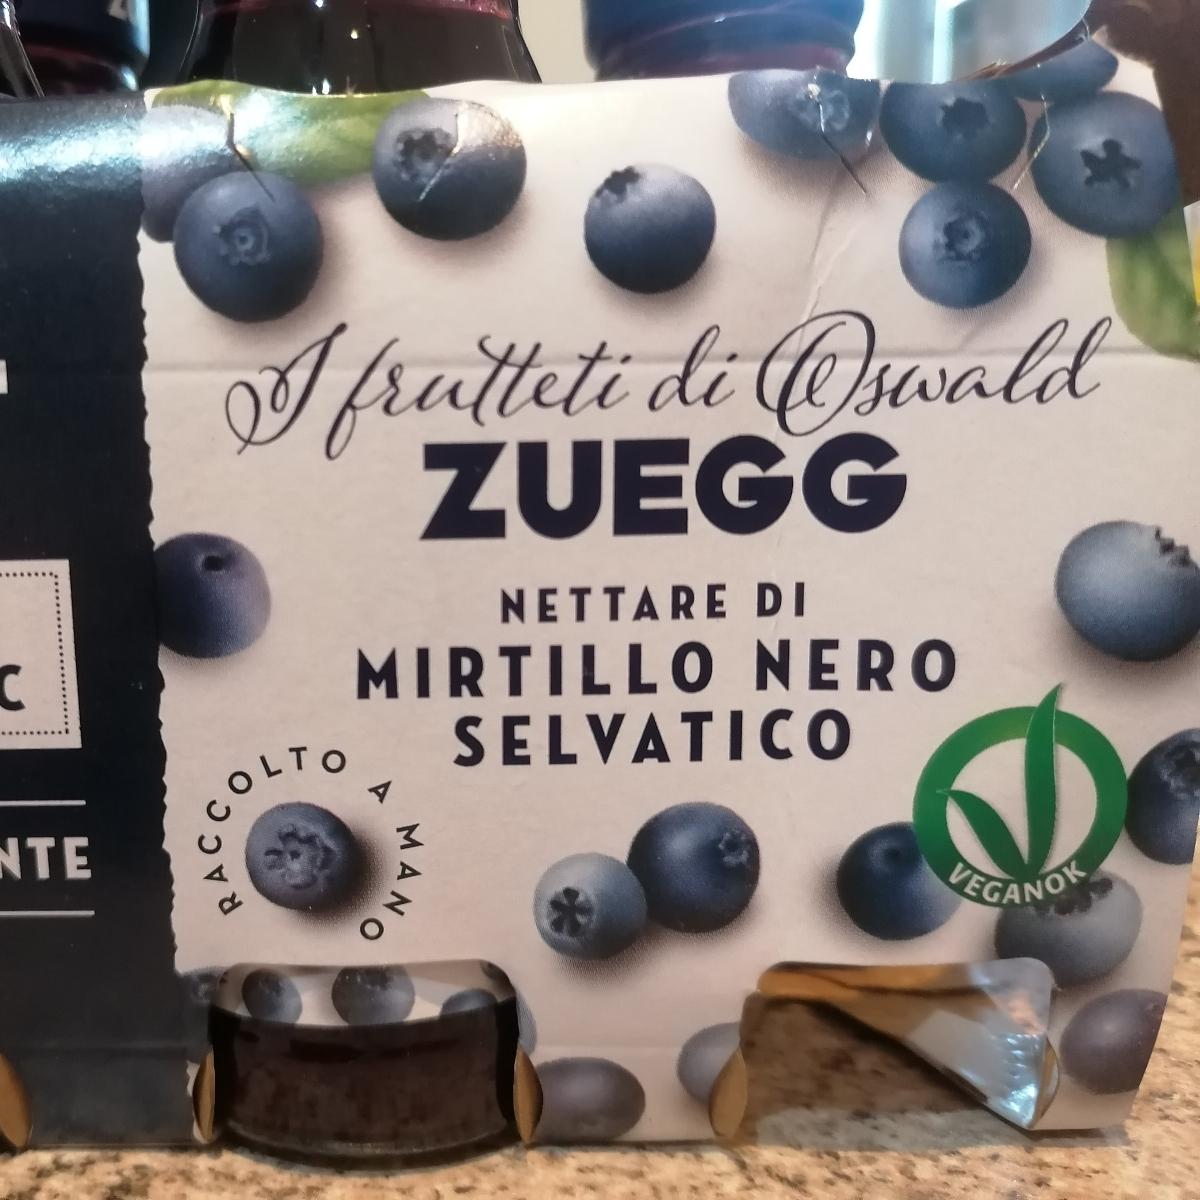 I frutteti di Oswald
ZUEGG
NETTARE DI
MIRTILLO NERO
SELVATICO
RACCOLTO A MANO
VEGANOK